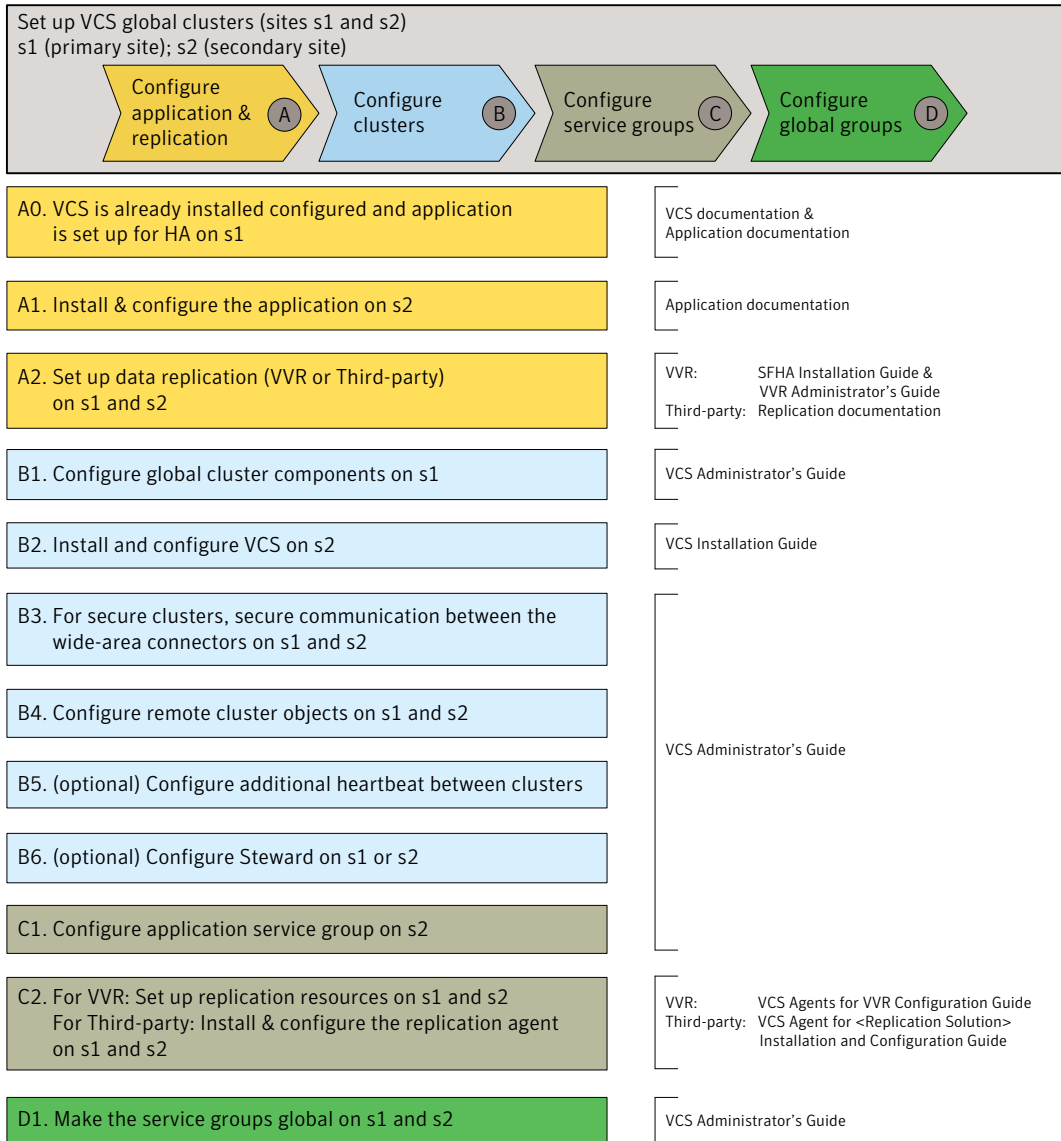 Set up VCS global clusters (sites s1 and s2)
s1 (primary site); s2 (secondary site)
Configure
application &
replication
A
Configure
clusters
B
Configure
service groups
C
Configure
global groups
D
A0. VCS is already installed configured and application
is set up for HA on s1
VCS documentation &
Application documentation
A1. Install & configure the application on s2
Application documentation
A2. Set up data replication (VVR or Third-party)
on s1 and s2
VVR: SFHA Installation Guide &
VVR Administrator's Guide
Third-party: Replication documentation
B1. Configure global cluster components on s1
VCS Administrator's Guide
B2. Install and configure VCS on s2
VCS Installation Guide
B3. For secure clusters, secure communication between the
wide-area connectors on s1 and s2
B4. Configure remote cluster objects on s1 and s2
B5. (optional) Configure additional heartbeat between clusters
B6. (optional) Configure Steward on s1 or s2
C1. Configure application service group on s2
VCS Administrator's Guide
C2. For VVR: Set up replication resources on s1 and s2
For Third-party: Install & configure the replication agent
on s1 and s2
VVR: VCS Agents for VVR Configuration Guide
Third-party: VCS Agent for <Replication Solution>
Installation and Configuration Guide
D1. Make the service groups global on s1 and s2
VCS Administrator's Guide